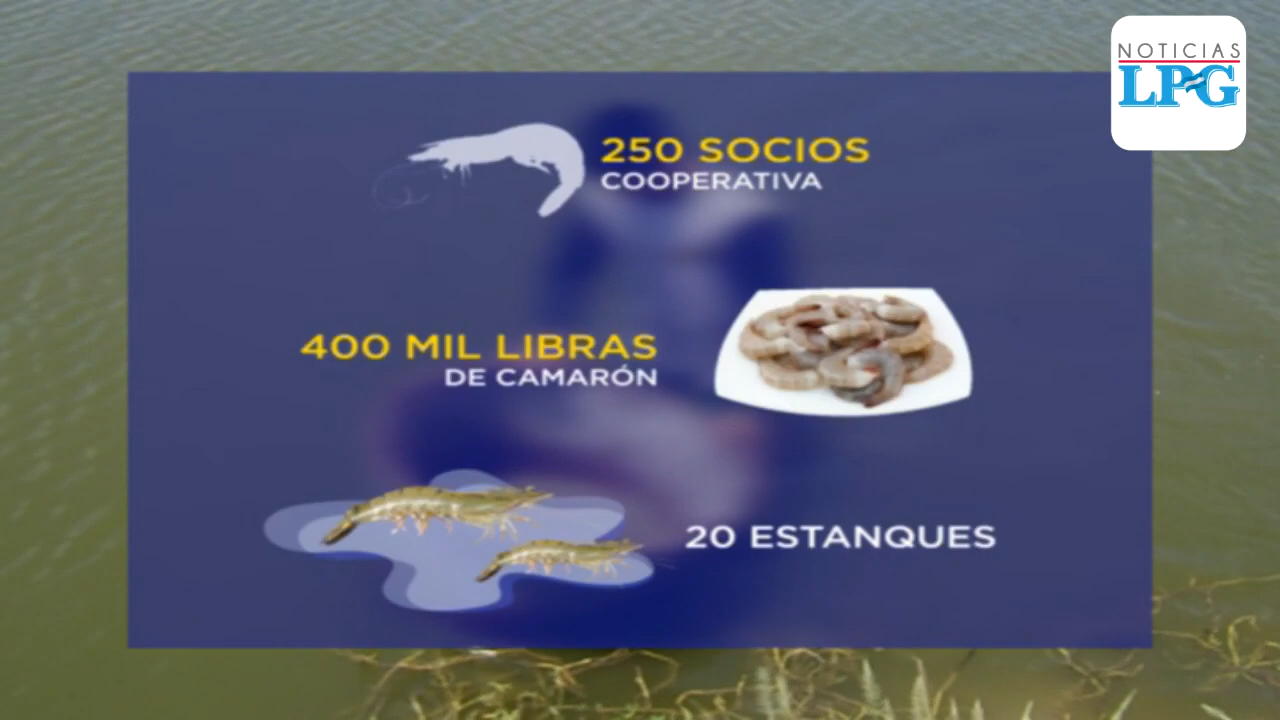 NOTICIAS
LPG
250 SOCIOS
COOPERATIVA
400 MIL LIBRAS
DE CAMARÓN
20 ESTANQUES